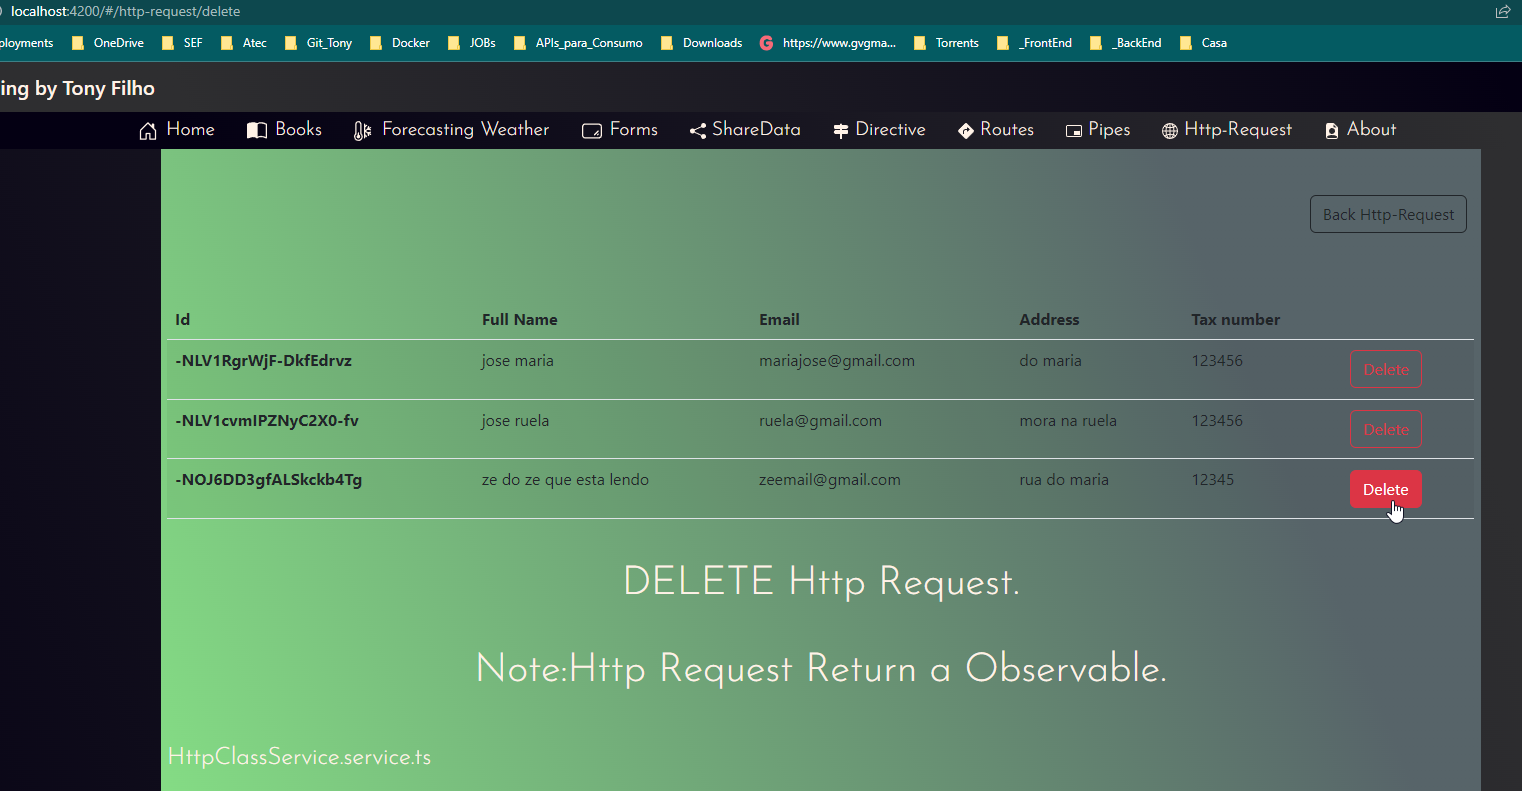 localhost:4200/#/http-request/delete
ployments OneDrive SEF Atec Git_Tony Docker JOBs APIs_para_Consumo Downloads G https://www.gvgma... Torrents _FrontEnd _BackEnd Casa
ing by Tony Filho
Home Books Forecasting Weather Forms ShareData Directive Routes Pipes Http-Request About
Back Http-Request
Id Full Name Email Address Tax number
-NLV1RgrWjF-DkfEdrvz jose maria mariajose@gmail.com do maria 123456 Delete
-NLV1cvmIPZNyC2X0-fv jose ruela ruela@gmail.com mora na ruela 123456 Delete
-NOJ6DD3gfALSkckb4Tg ze do ze que esta lendo zeemail@gmail.com rua do maria 12345 Delete
DELETE Http Request.
Note:Http Request Return a Observable.
HttpClassService.service.ts